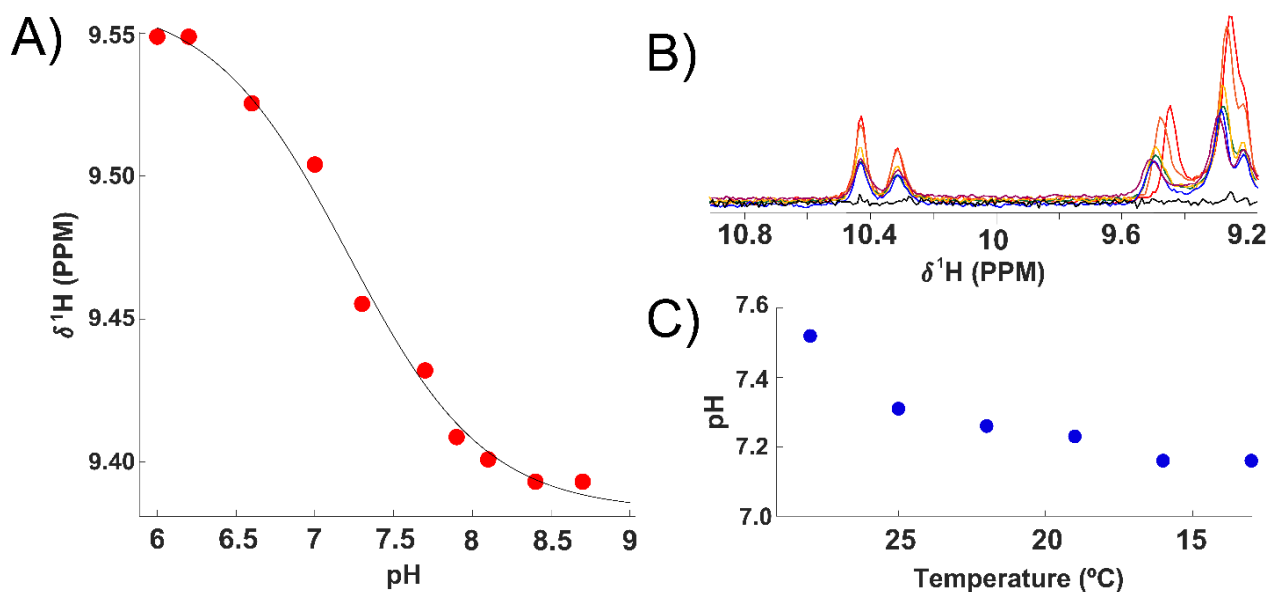 A)
9.55
9.50
9.45
9.40
δ¹H (PPM)
6 6.5 7 7.5 8 8.5 9
pH
B)
10.8 10.4 10 9.6 9.2
δ¹H (PPM)
C)
7.6
7.4
7.2
7.0
pH
25 20 15
Temperature (ºC)